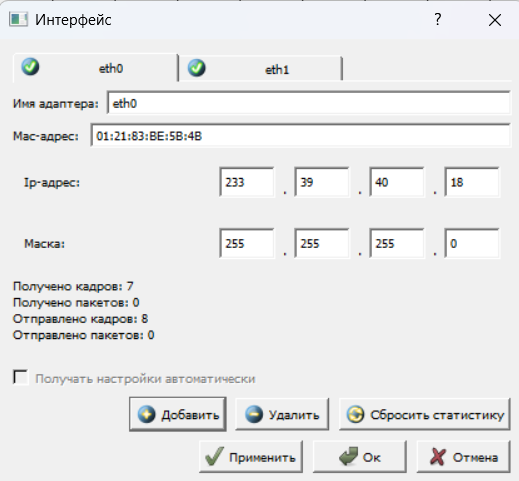 Интерфейс
?
eth0 eth1
Имя адаптера: eth0
Mac-адрес: 01:21:83:BE:5B:4B
Ip-адрес: 233 . 39 . 40 . 18
Маска: 255 . 255 . 255 . 0
Получено кадров: 7
Получено пакетов: 0
Отправлено кадров: 8
Отправлено пакетов: 0
Получать настройки автоматически
Добавить Удалить Сбросить статистику
Применить Ок Отмена